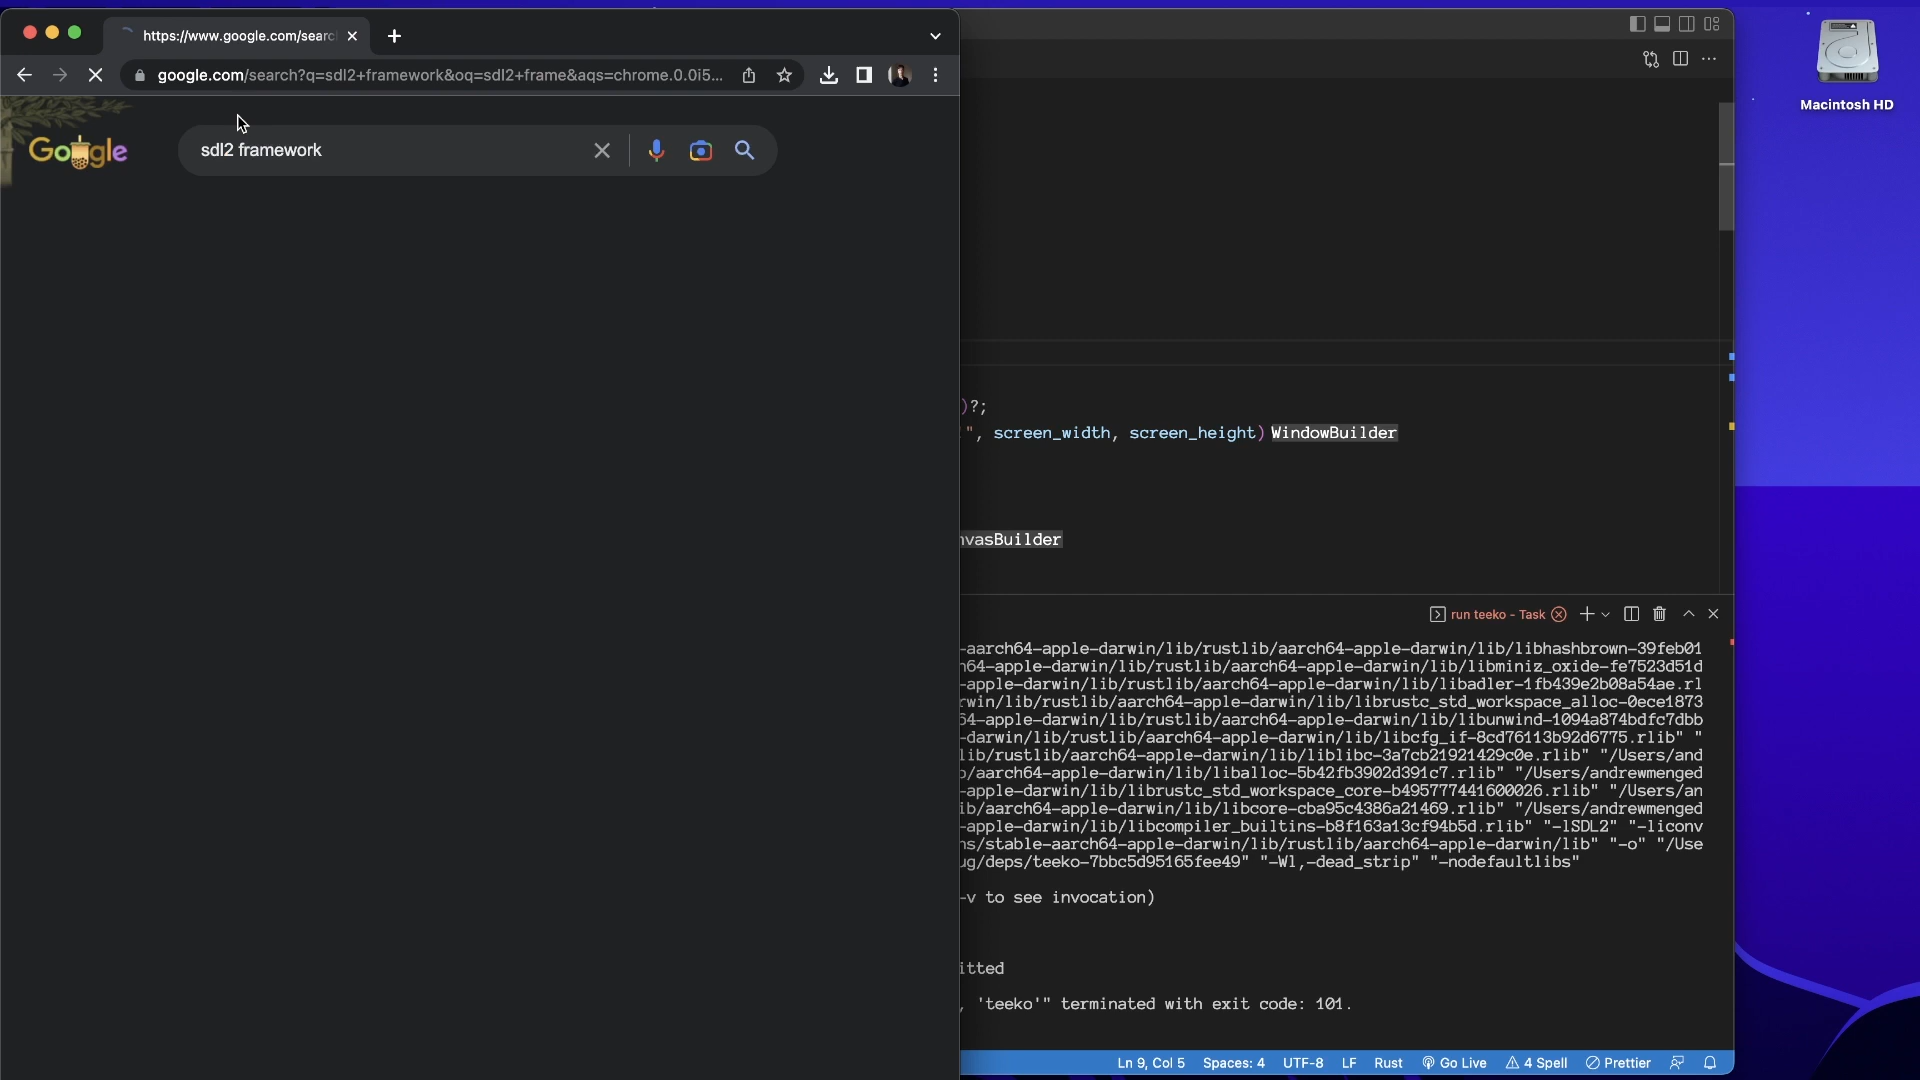 https://www.google.com/searc
google.com/search?q=sdl2+framework&oq=sdl2+frame&aqs=chrome.0.0i5...
Google
sdl2 framework
Macintosh HD
)?;
", screen_width, screen_height) WindowBuilder
nvasBuilder
run teeko - Task
-aarch64-apple-darwin/lib/rustlib/aarch64-apple-darwin/lib/libhashbrown-39feb01
h64-apple-darwin/lib/rustlib/aarch64-apple-darwin/lib/libminiz_oxide-fe7523d51d
-apple-darwin/lib/rustlib/aarch64-apple-darwin/lib/libadler-1fb439e2b08a54ae.rl
rwin/lib/rustlib/aarch64-apple-darwin/lib/librustc_std_workspace_alloc-0ece1873
64-apple-darwin/lib/rustlib/aarch64-apple-darwin/lib/libunwind-1094a874bdfc7dbb
-darwin/lib/rustlib/aarch64-apple-darwin/lib/libcfg_if-8cd76113b92d6775.rlib" "
lib/rustlib/aarch64-apple-darwin/lib/liblibc-3a7cb21921429c0e.rlib" "/Users/and
b/aarch64-apple-darwin/lib/liballoc-5b42fb3902d391c7.rlib" "/Users/andrewmenged
-apple-darwin/lib/librustc_std_workspace_core-b495777441600026.rlib" "/Users/an
ib/aarch64-apple-darwin/lib/libcore-cba95c4386a21469.rlib" "/Users/andrewmenged
-apple-darwin/lib/libcompiler_builtins-b8f163a13cf94b5d.rlib" "-lSDL2" "-liconv
ns/stable-aarch64-apple-darwin/lib/rustlib/aarch64-apple-darwin/lib" "-o" "/Use
ug/deps/teeko-7bbc5d95165fee49" "-Wl,-dead_strip" "-nodefaultlibs"
-v to see invocation)
itted
, 'teeko'" terminated with exit code: 101.
Ln 9, Col 5 Spaces: 4 UTF-8 LF Rust Go Live 4 Spell Prettier